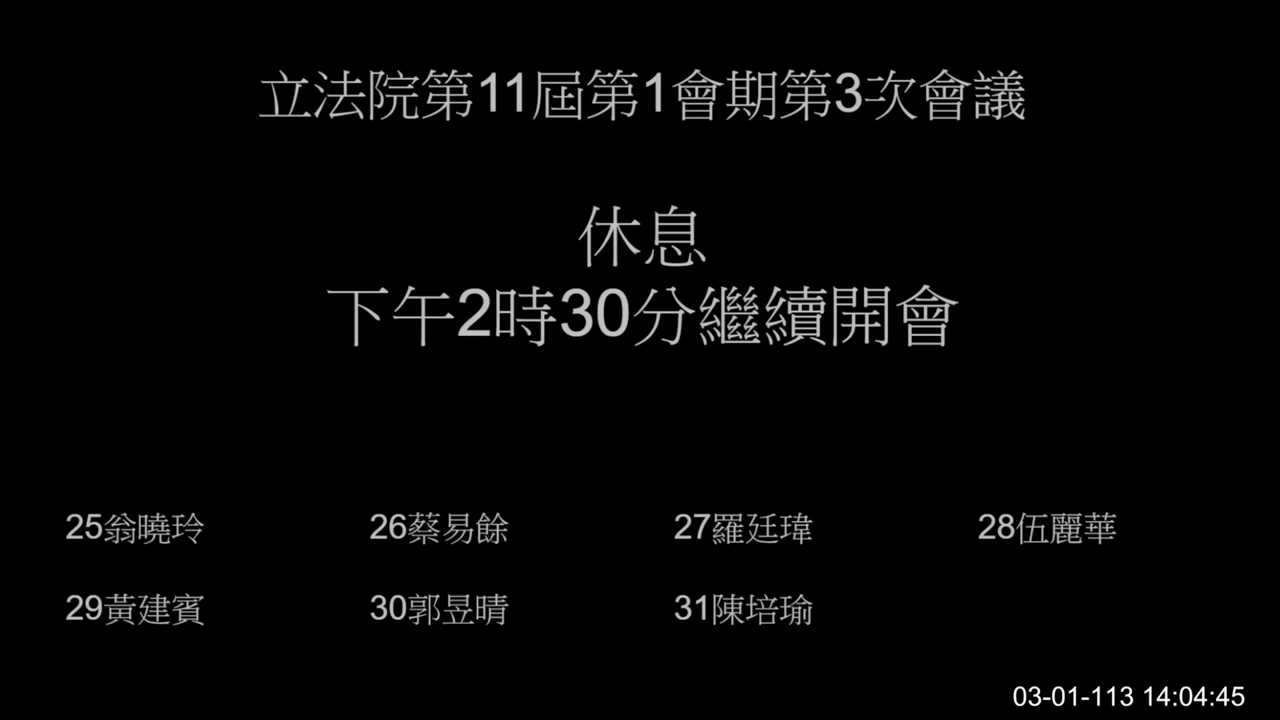 立法院第11屆第1會期第3次會議
休息
下午2時30分繼續開會
25翁曉玲 26蔡易餘 27羅廷瑋 28伍麗華
29黃建賓 30郭昱晴 31陳培瑜
03-01-113 14:04:45